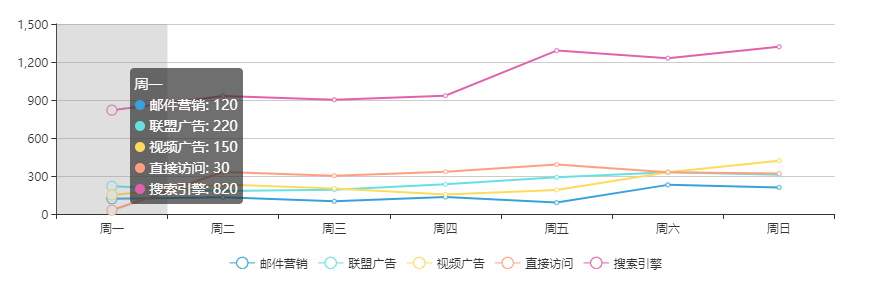 1,500
1,200
900
600
300
0
周一
邮件营销: 120
联盟广告: 220
视频广告: 150
直接访问: 30
搜索引擎: 820
周一 周二 周三 周四 周五 周六 周日
邮件营销 联盟广告 视频广告 直接访问 搜索引擎